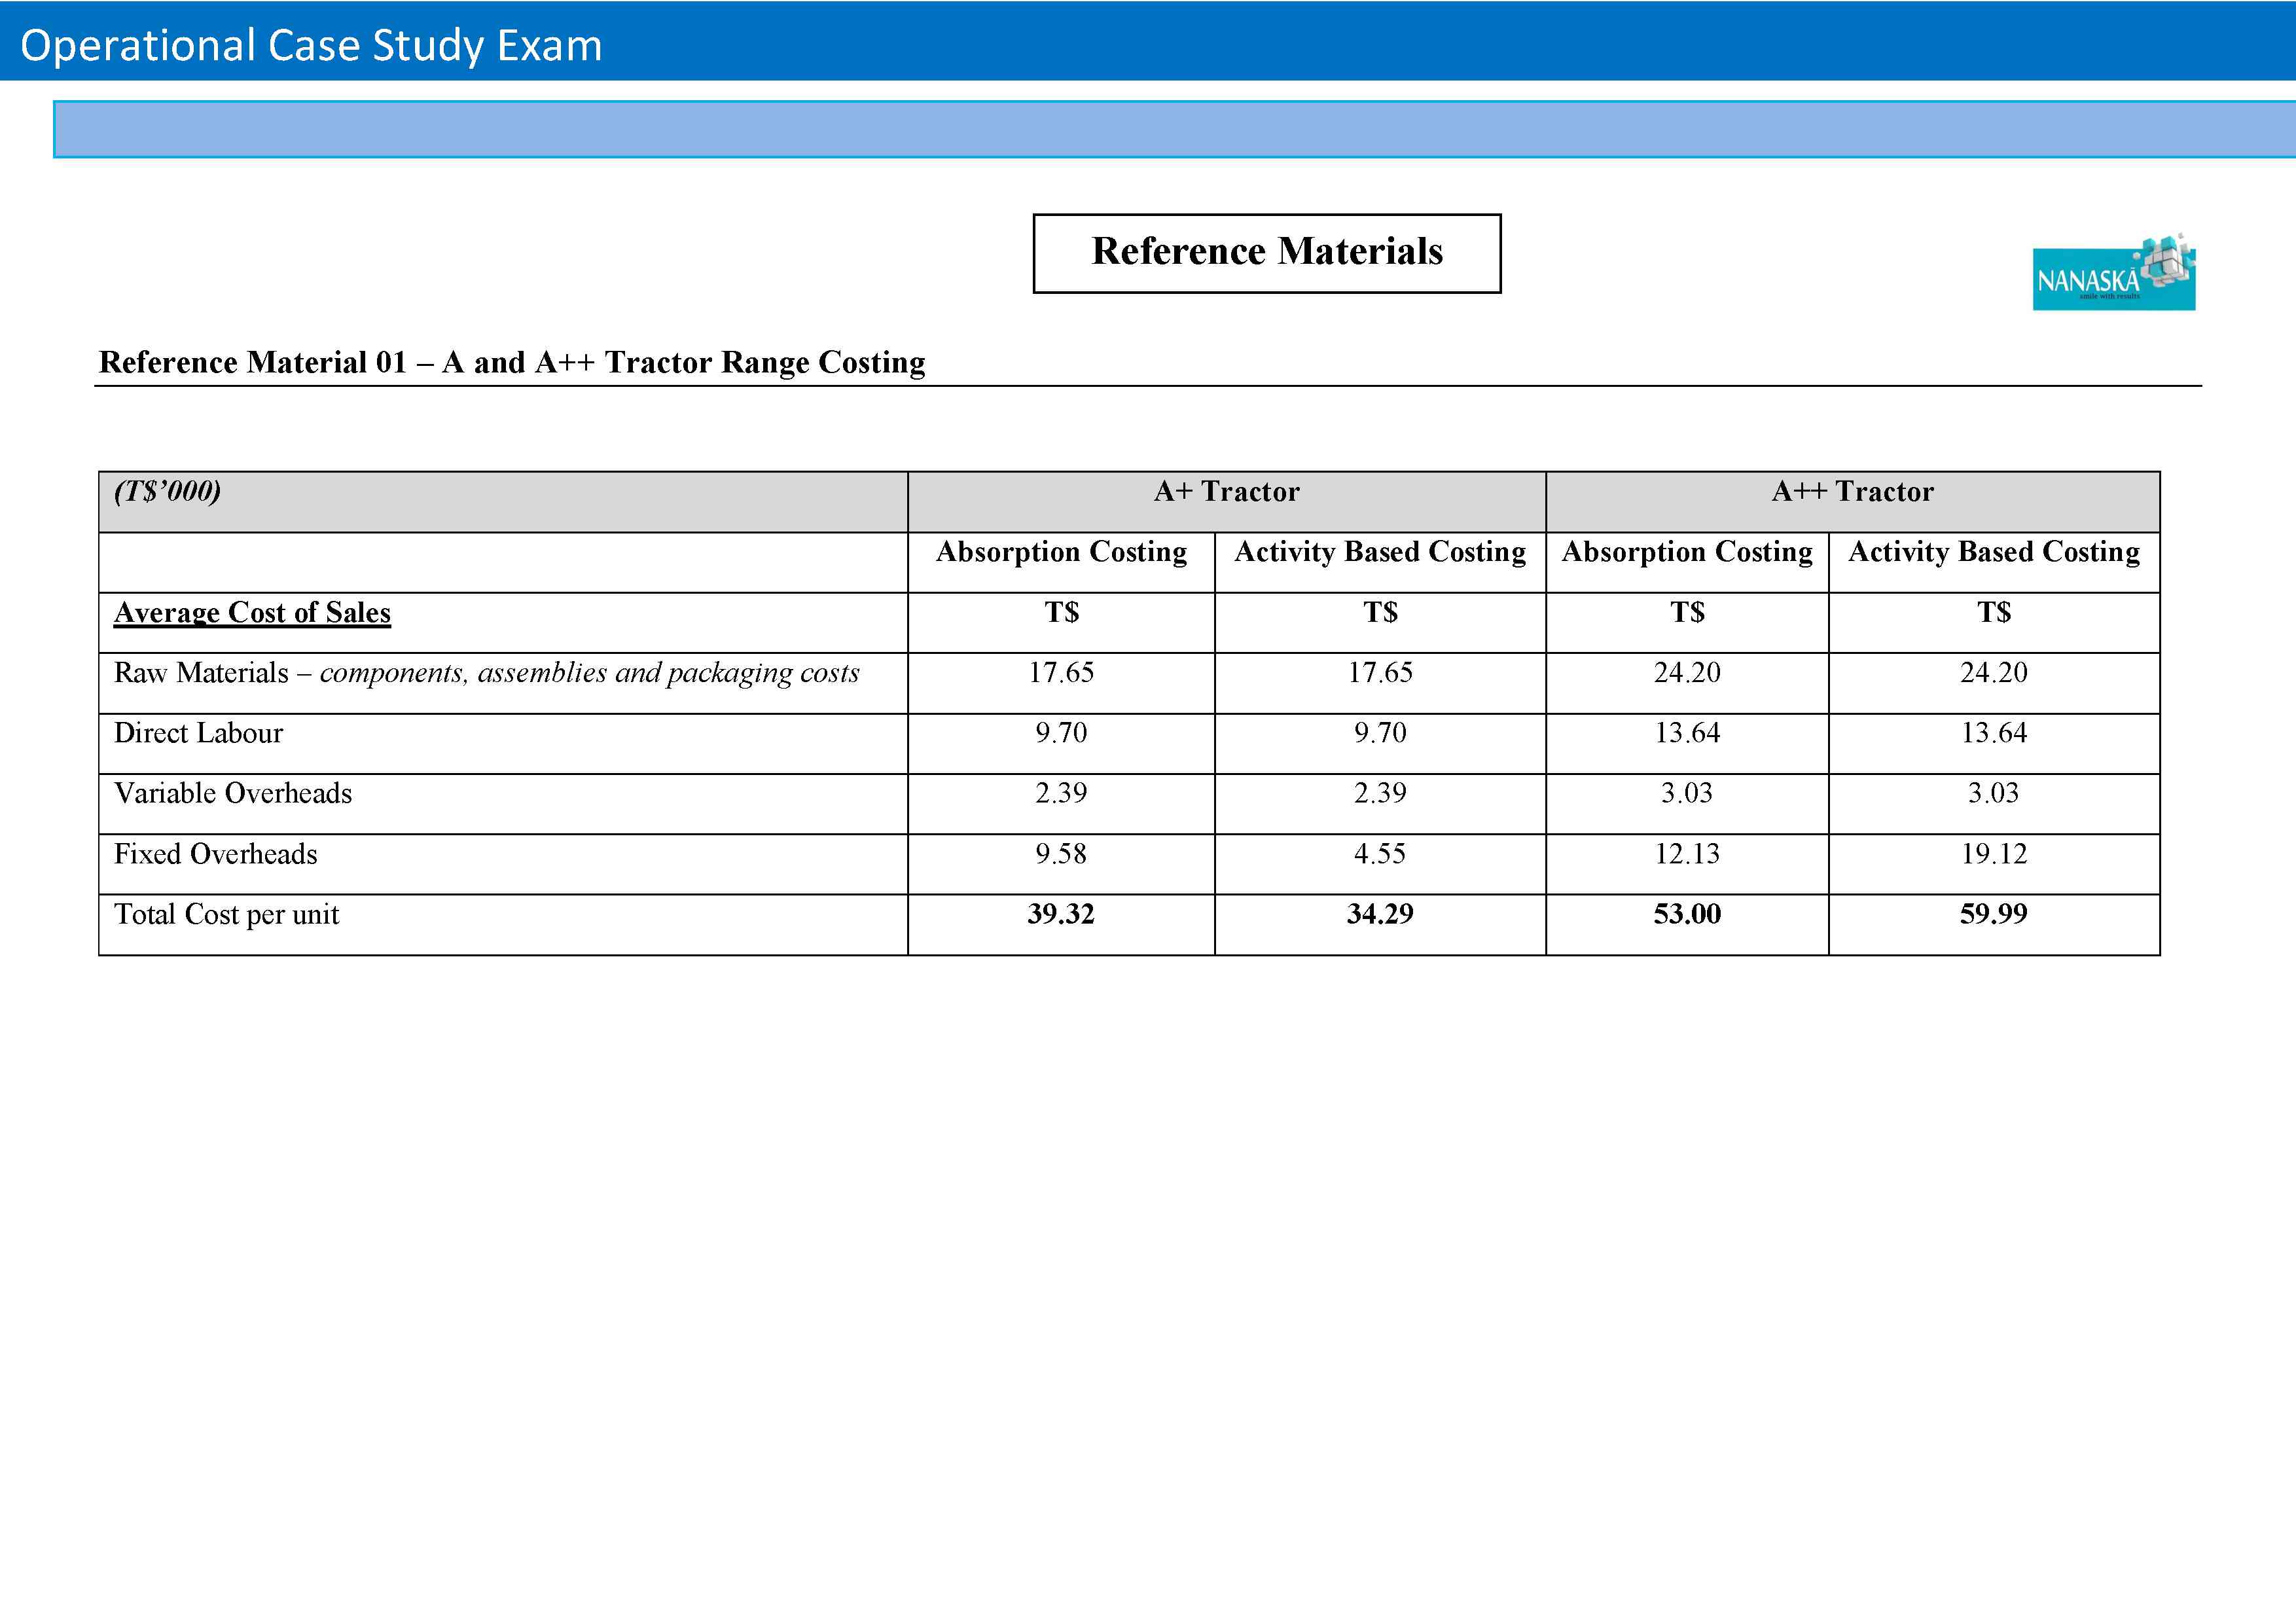 Operational Case Study Exam
Reference Materials
NANASKĀ
smile with results
Reference Material 01 – A and A++ Tractor Range Costing
(T$’000) A+ Tractor A++ Tractor
Absorption Costing Activity Based Costing Absorption Costing Activity Based Costing
Average Cost of Sales T$ T$ T$ T$
Raw Materials – components, assemblies and packaging costs 17.65 17.65 24.20 24.20
Direct Labour 9.70 9.70 13.64 13.64
Variable Overheads 2.39 2.39 3.03 3.03
Fixed Overheads 9.58 4.55 12.13 19.12
Total Cost per unit 39.32 34.29 53.00 59.99